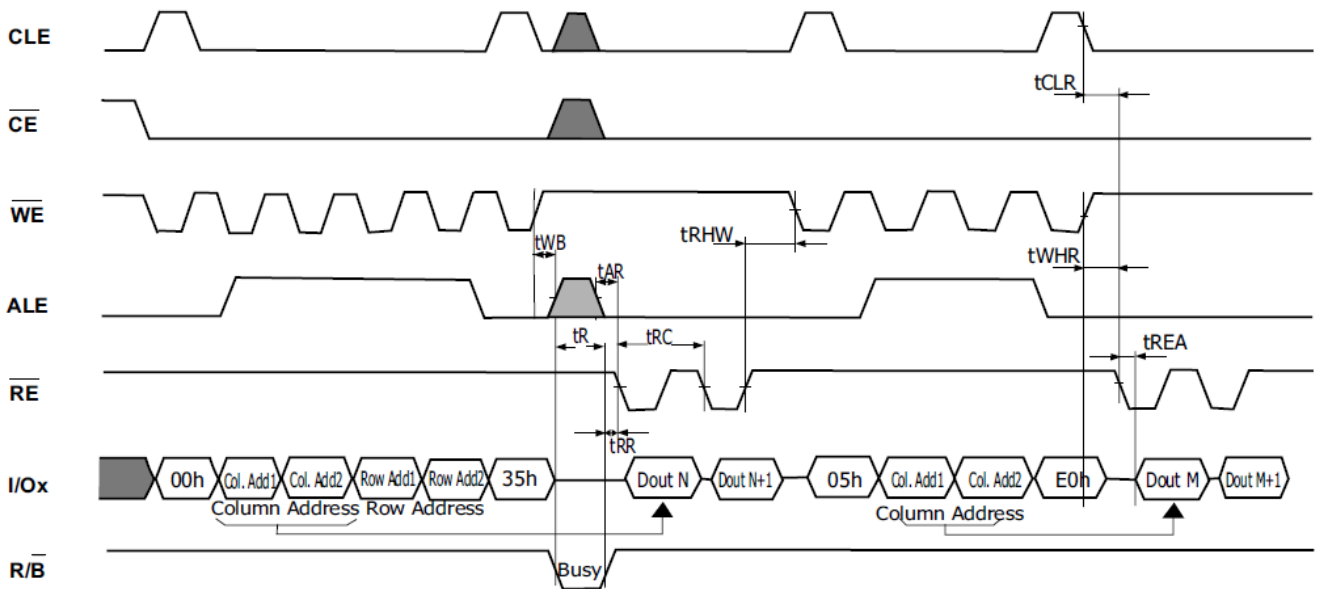 CLE
tCLR
CE
WE
tWB
tRHW
tWHR
tAR
ALE
tR
tRC
tREA
RE
tRR
I/Ox
00h
Col. Add1
Col. Add2
Row Add1
Row Add2
35h
Dout N
Dout N+1
05h
Col. Add1
Col. Add2
E0h
Dout M
Dout M+1
Column Address
Row Address
Column Address
R/B
Busy